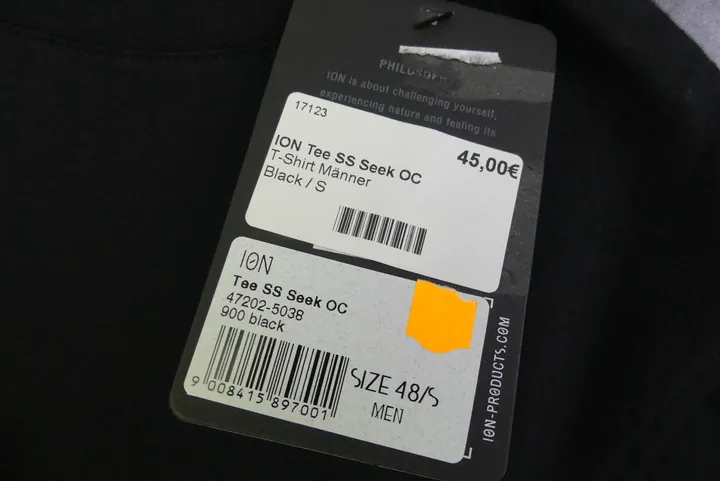 ION is about challenging yourself,
experiencing nature and feeling its
17123
ION Tee SS Seek OC
45,00€
T-Shirt Männer
Black / S
ION
Tee SS Seek OC
47202-5038
900 black
9 008415 897001
SIZE 48/S
MEN
ION-PRODUCTS.COM